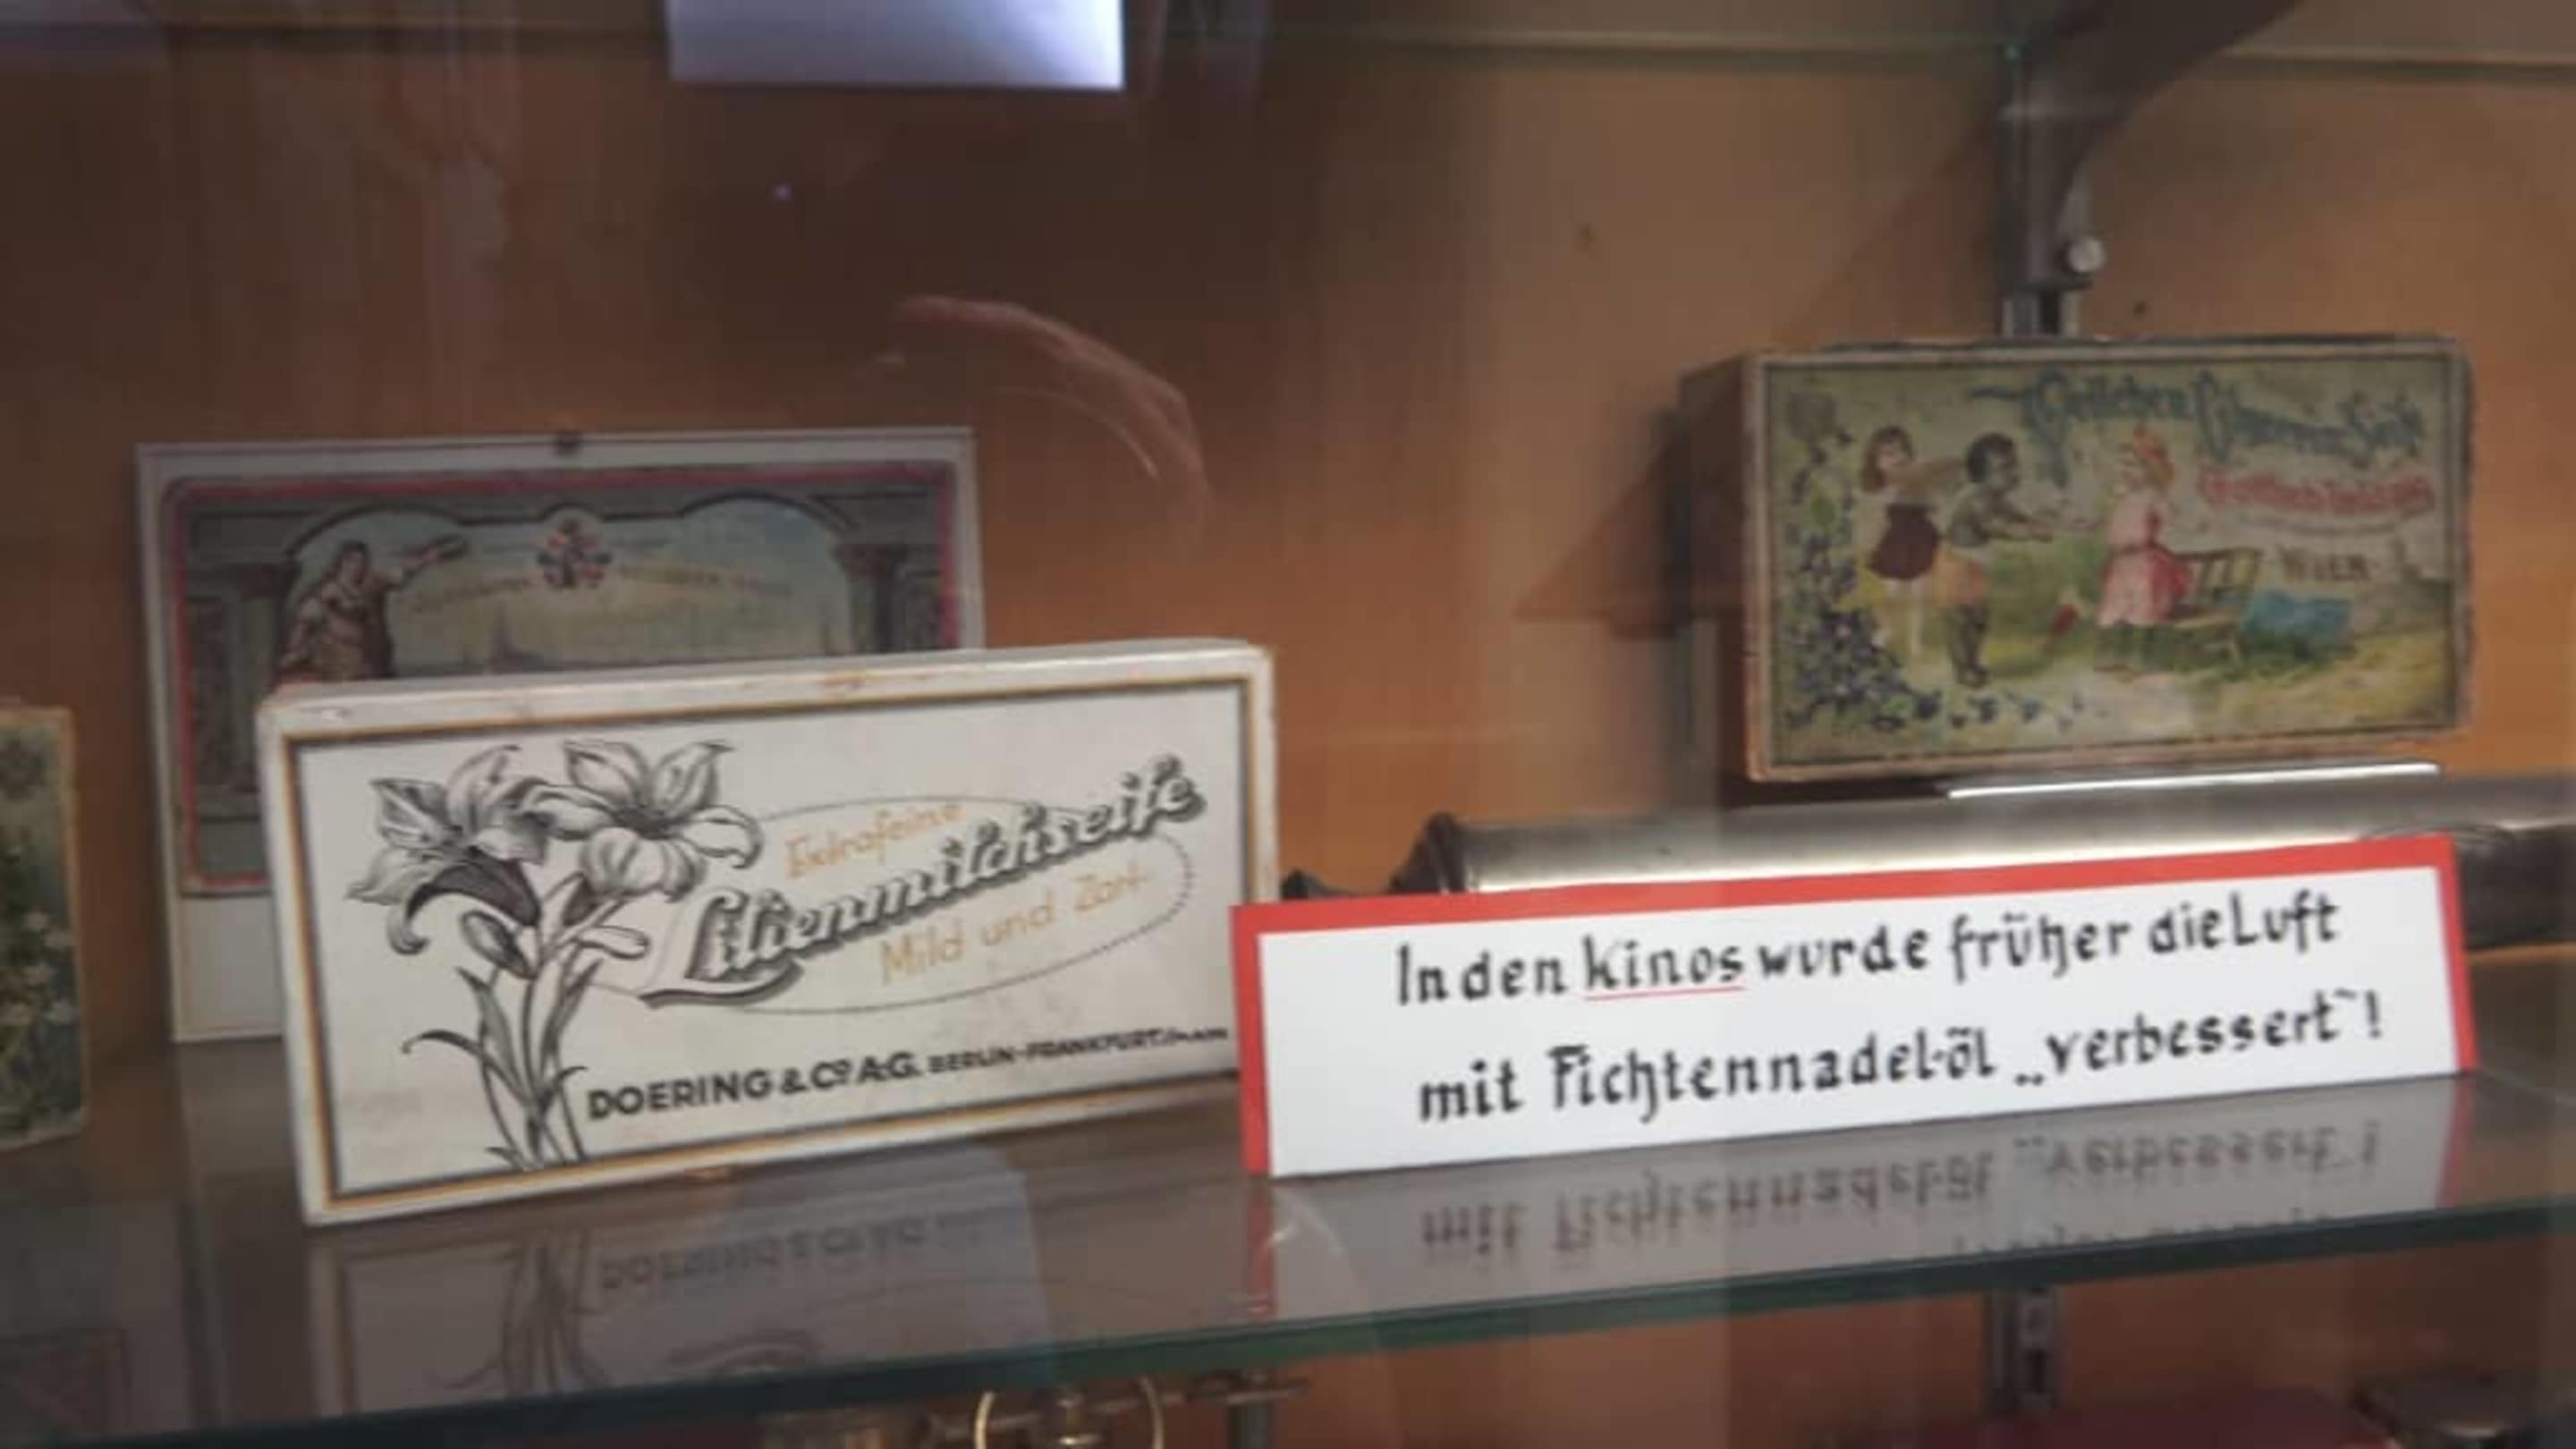 Extrafeine
Lilienmilchseife
Mild und Zart.
DOERING & Cº A.G. BERLIN-FRANKFURT
WIEN
In den Kinos wurde früher die Luft
mit Fichtennadel-öl „verbessert"!